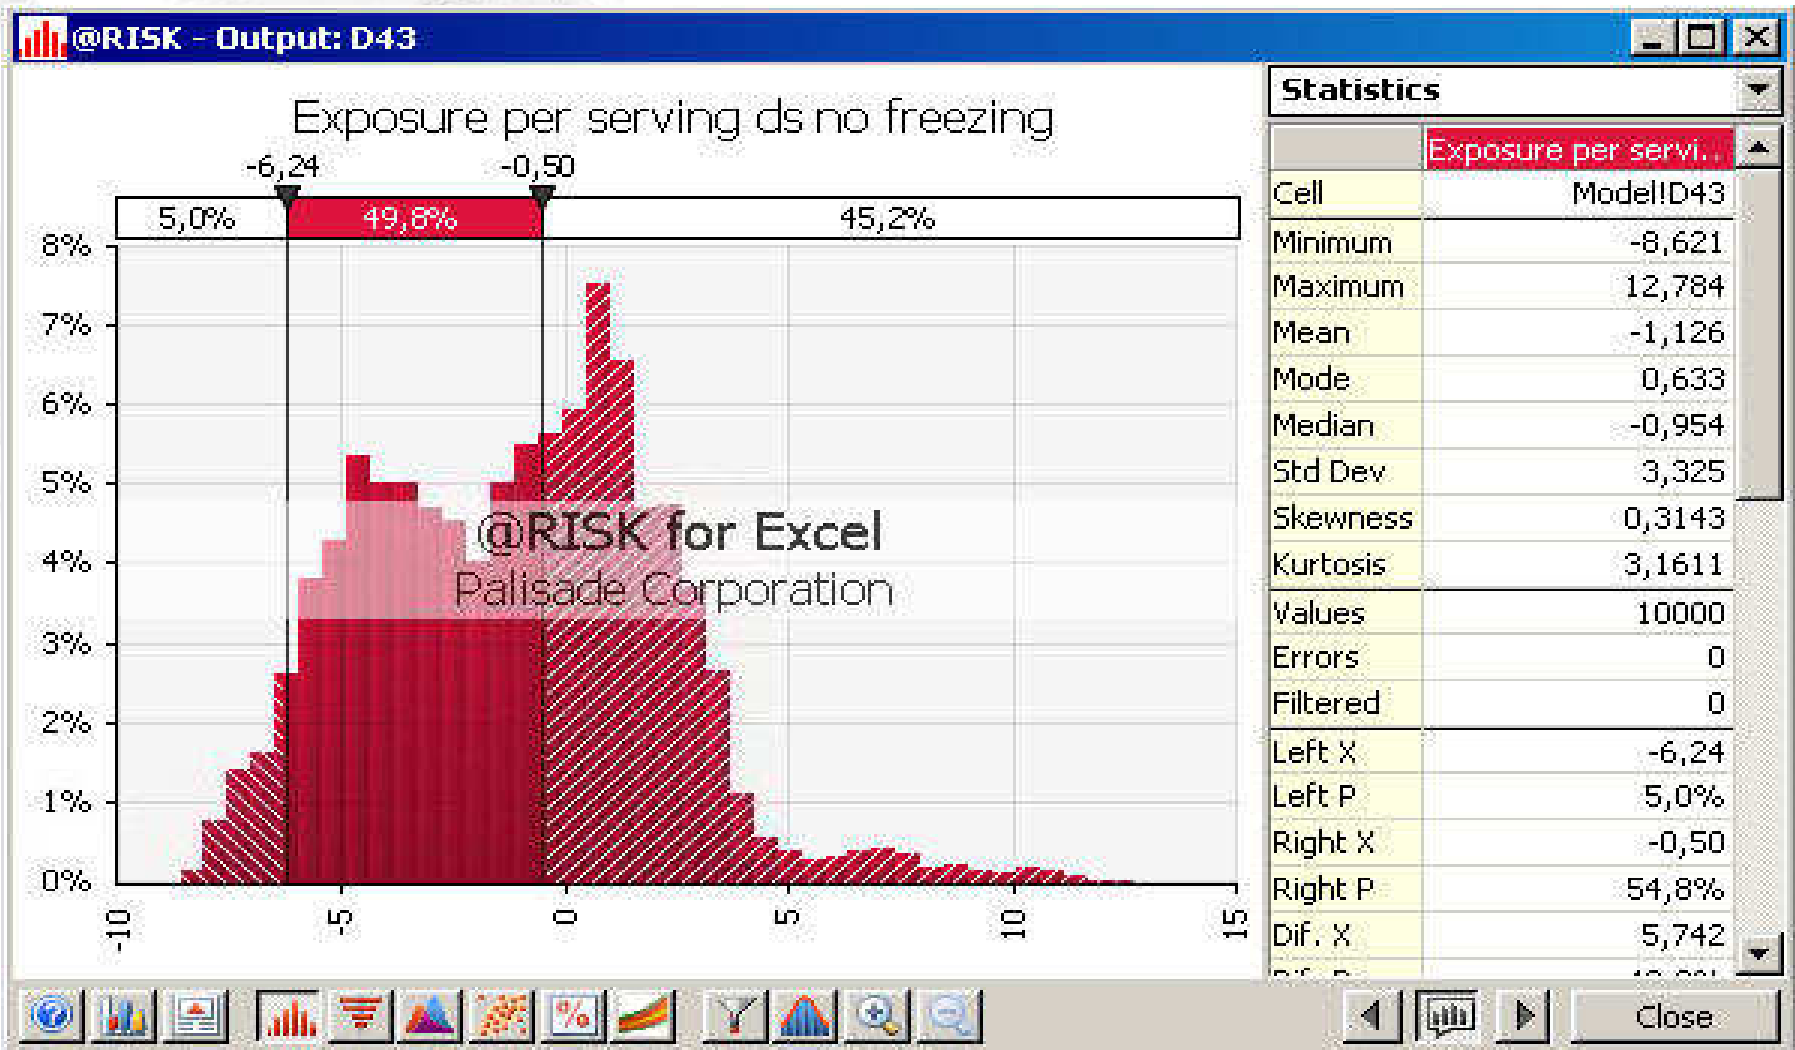 @RISK - Output: D43
Exposure per serving ds no freezing
-6,24 -0,50
5,0% 49,8% 45,2%
8%
7%
6%
5%
4%
3%
2%
1%
0%
-10 -5 0 5 10 15
@RISK for Excel
Palisade Corporation
Statistics
Exposure per servi...
Cell Model!D43
Minimum -8,621
Maximum 12,784
Mean -1,126
Mode 0,633
Median -0,954
Std Dev 3,325
Skewness 0,3143
Kurtosis 3,1611
Values 10000
Errors 0
Filtered 0
Left X -6,24
Left P 5,0%
Right X -0,50
Right P 54,8%
Dif. X 5,742
%
Close